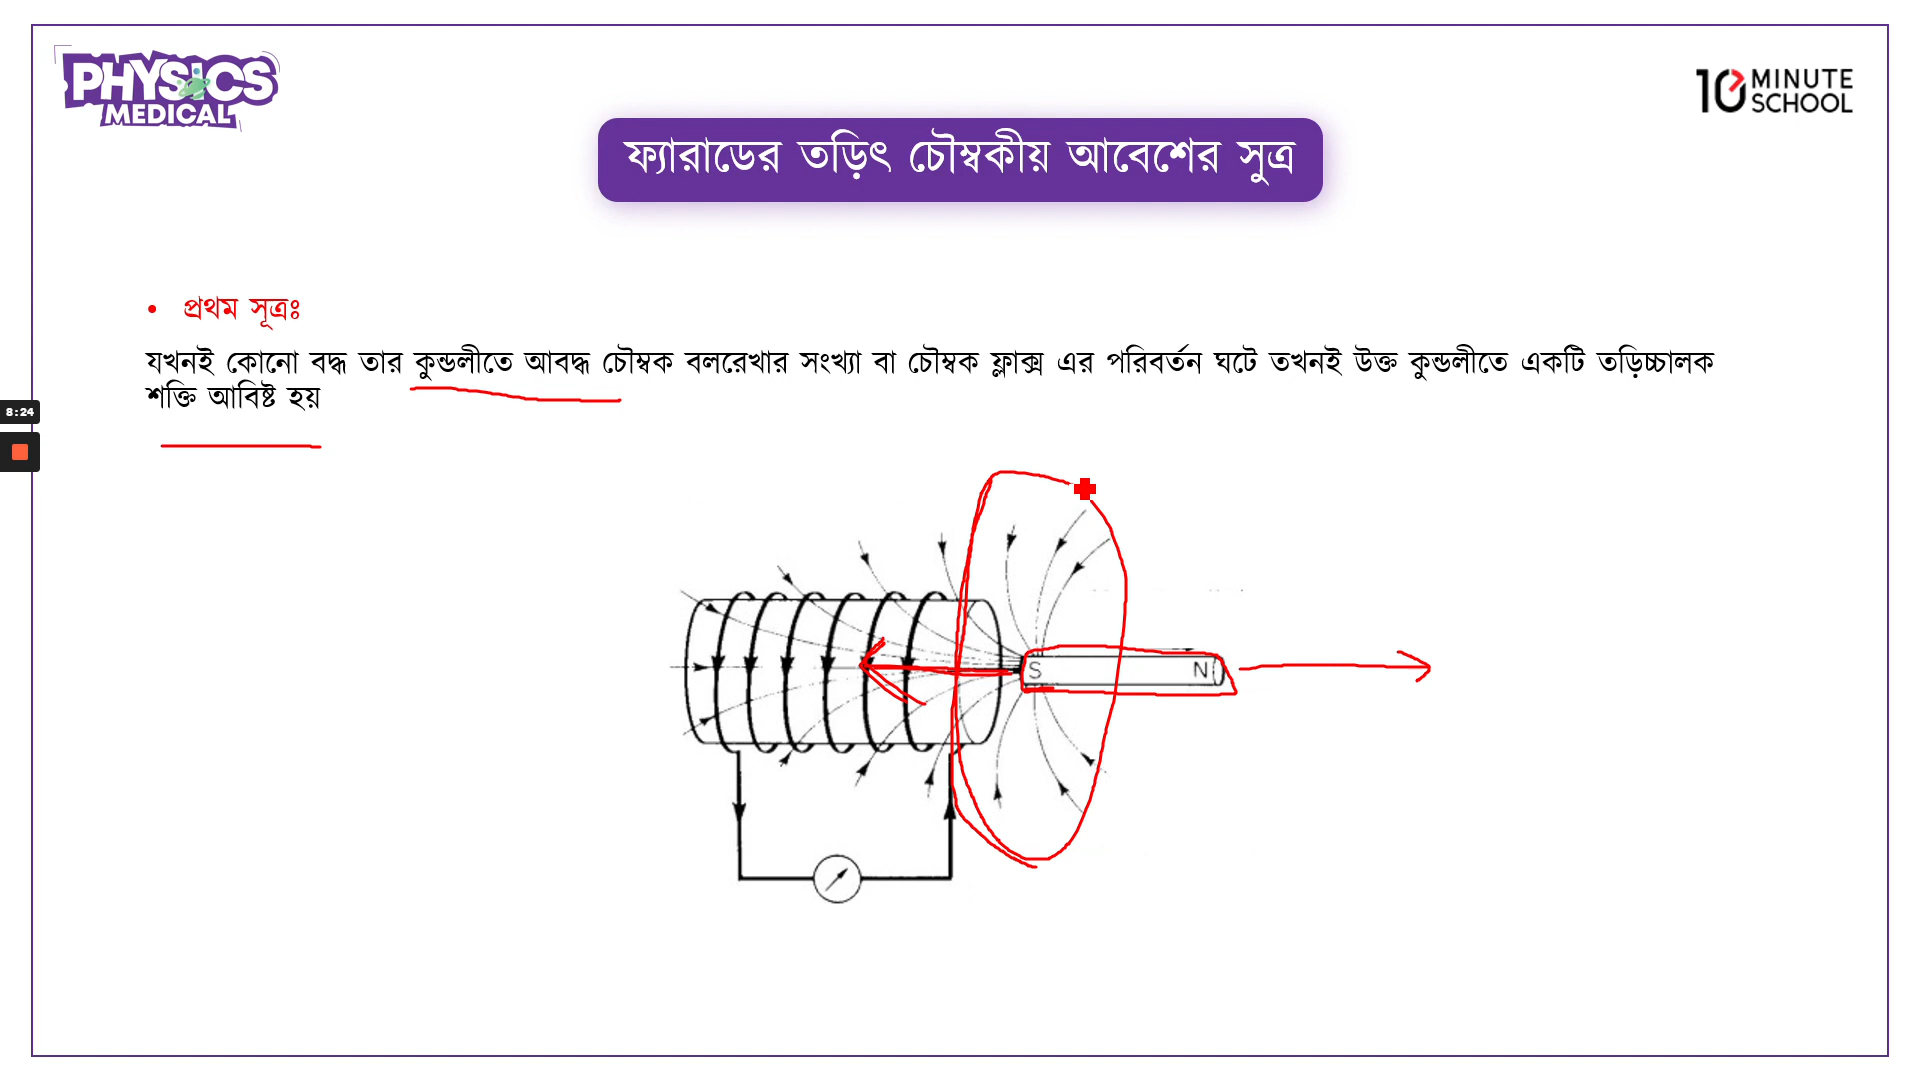 PHYSICS
MEDICAL
10 MINUTE
SCHOOL
ফ্যারাডের তড়িৎ চৌম্বকীয় আবেশের সুত্র
• প্রথম সূত্রঃ
যখনই কোনো বদ্ধ তার কুন্ডলীতে আবদ্ধ চৌম্বক বলরেখার সংখ্যা বা চৌম্বক ফ্লাক্স এর পরিবর্তন ঘটে তখনই উক্ত কুন্ডলীতে একটি তড়িচ্চালক
শক্তি আবিষ্ট হয়
8:24
S N